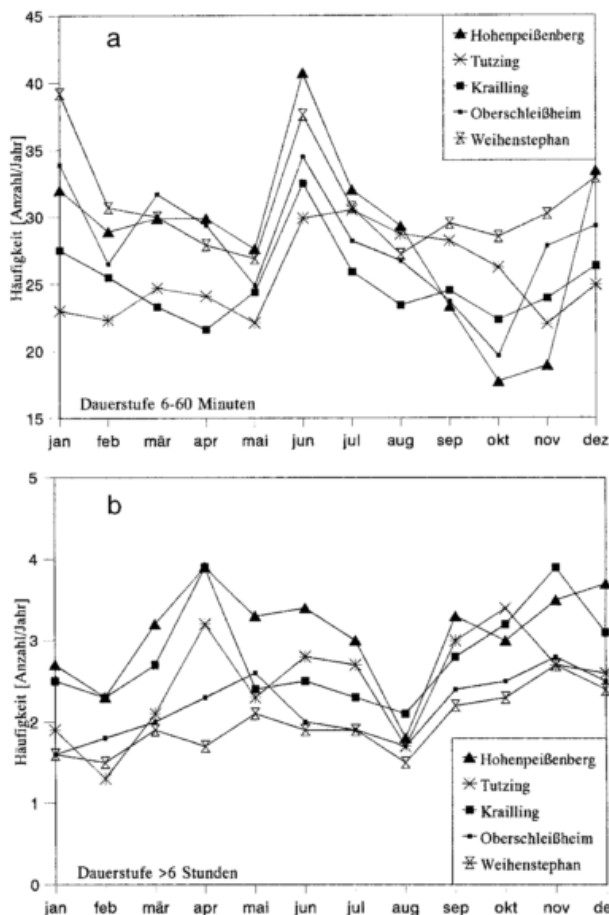 a
Häufigkeit [Anzahl/Jahr]
45
40
35
30
25
20
15
Hohenpeißenberg
Tutzing
Krailling
Oberschleißheim
Weihenstephan
Dauerstufe 6-60 Minuten
jan feb mär apr mai jun jul aug sep okt nov dez
b
Häufigkeit [Anzahl/Jahr]
5
4
3
2
1
0
Hohenpeißenberg
Tutzing
Krailling
Oberschleißheim
Weihenstephan
Dauerstufe >6 Stunden
jan feb mär apr mai jun jul aug sep okt nov de